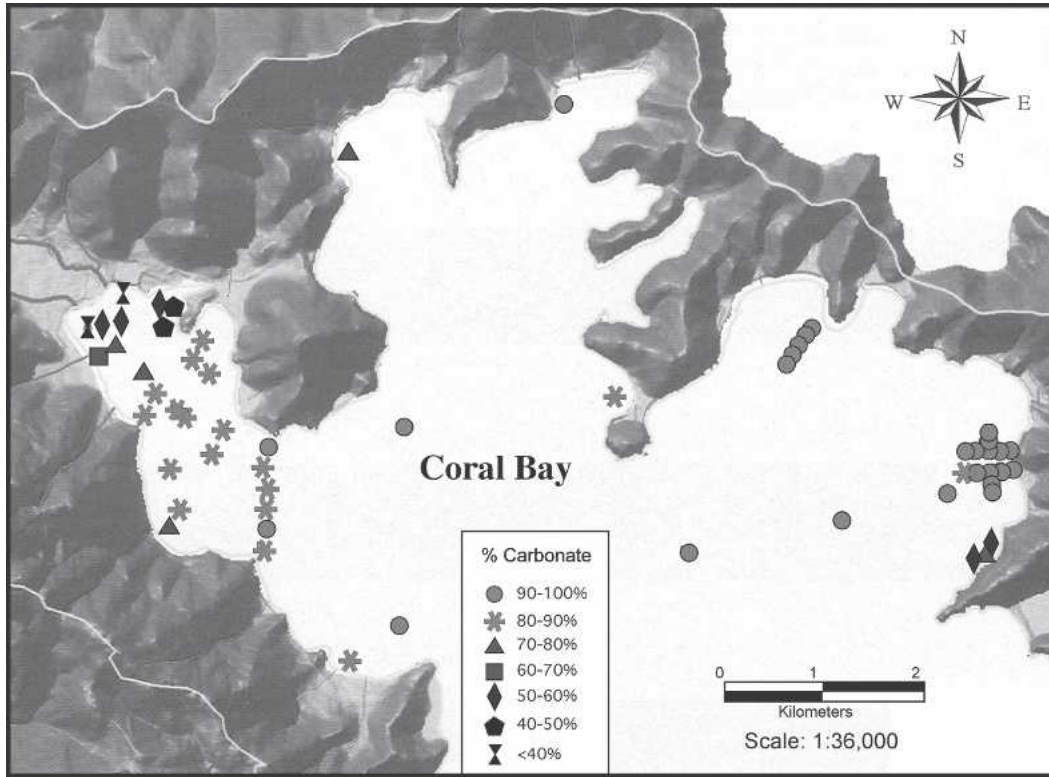 N
W E
S
Coral Bay
% Carbonate
90-100%
80-90%
70-80%
60-70%
50-60%
40-50%
<40%
0 1 2
Kilometers
Scale: 1:36,000